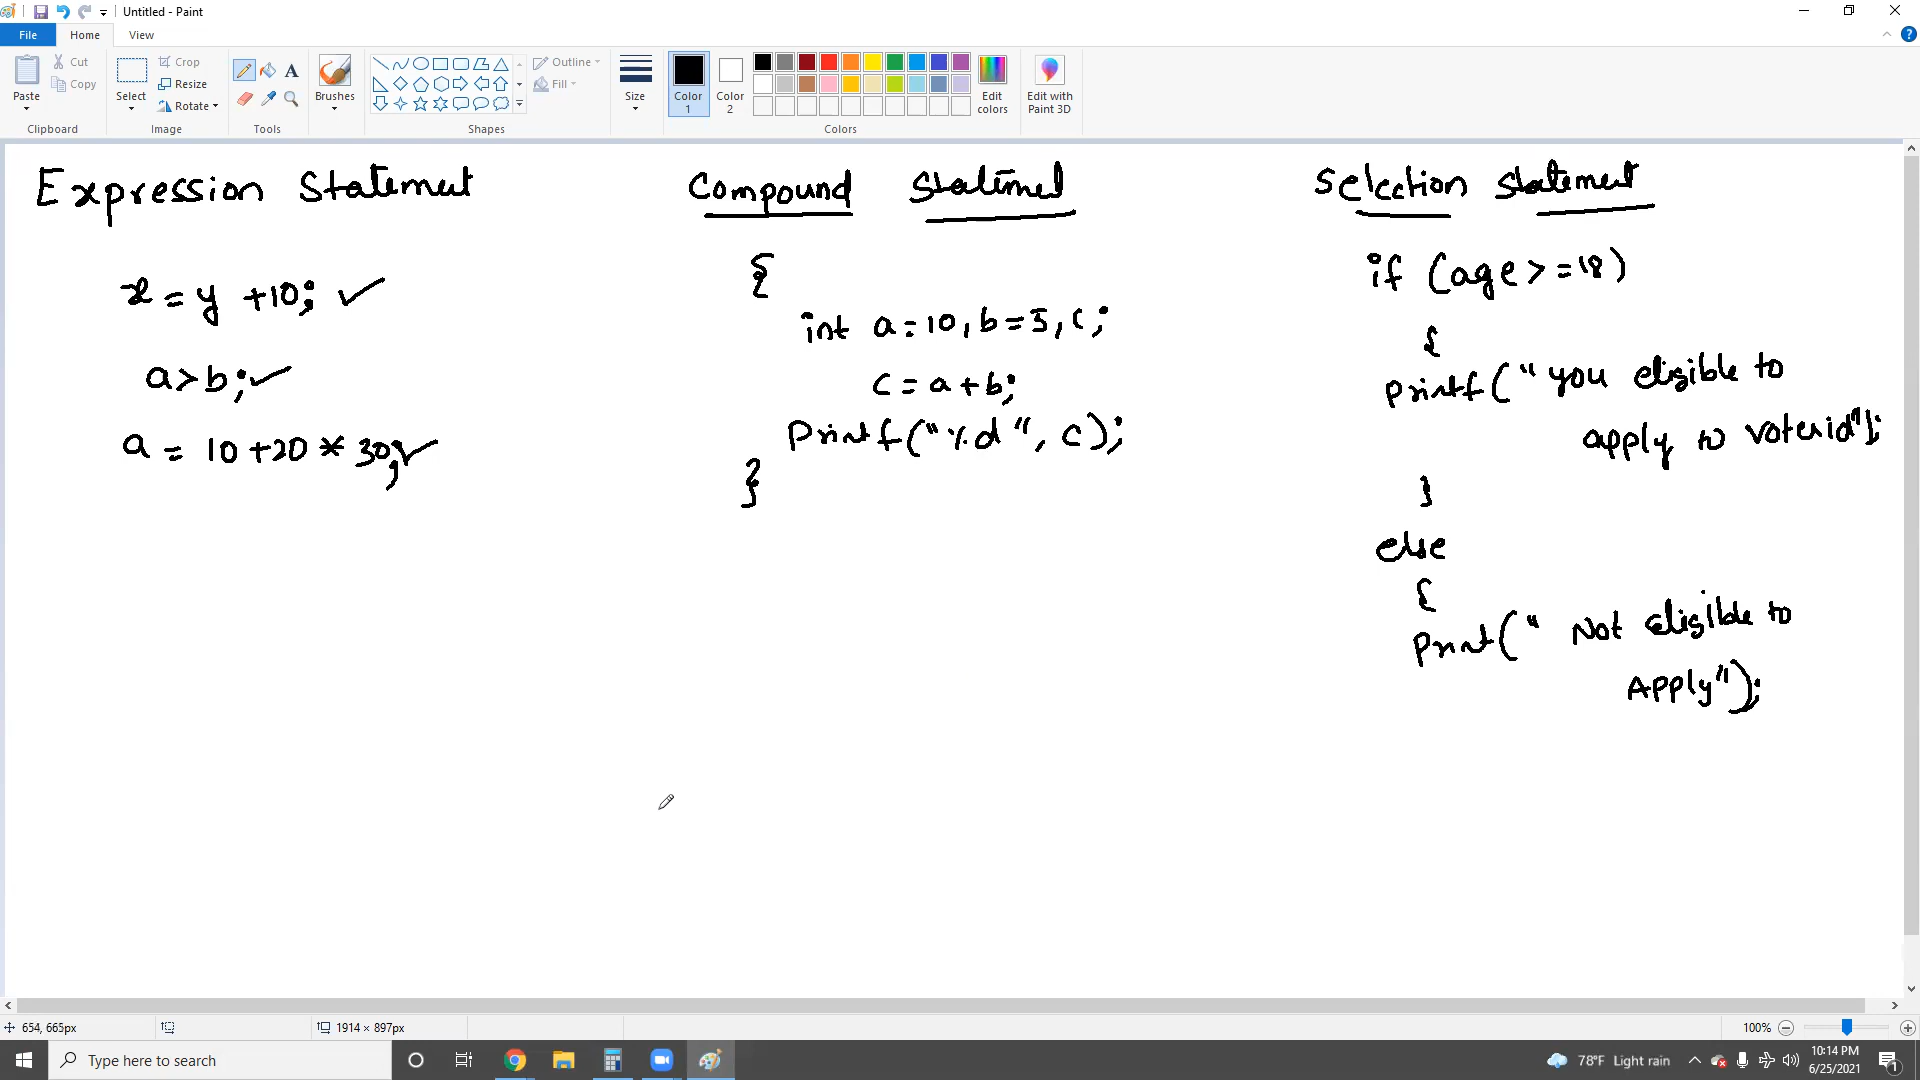 Untitled - Paint
File Home View
Paste
Cut
Copy
Clipboard
Select
Crop
Resize
Rotate
Image
Tools
Brushes
Shapes
Outline
Fill
Size
Color 1
Color 2
Colors
Edit colors
Edit with Paint 3D
Expression Statement
x = y + 10;
a > b;
a = 10 + 20 * 30;
Compound Statement
{
int a = 10, b = 5, c;
c = a + b;
Printf("%d", c);
}
Selection Statement
if (age >= 18)
{
printf("you eligible to
apply to voterid");
}
else
{
Print("Not eligible to
Apply");
654, 665px
1914 × 897px
100%
Type here to search
78°F Light rain
10:14 PM
6/25/2021
1